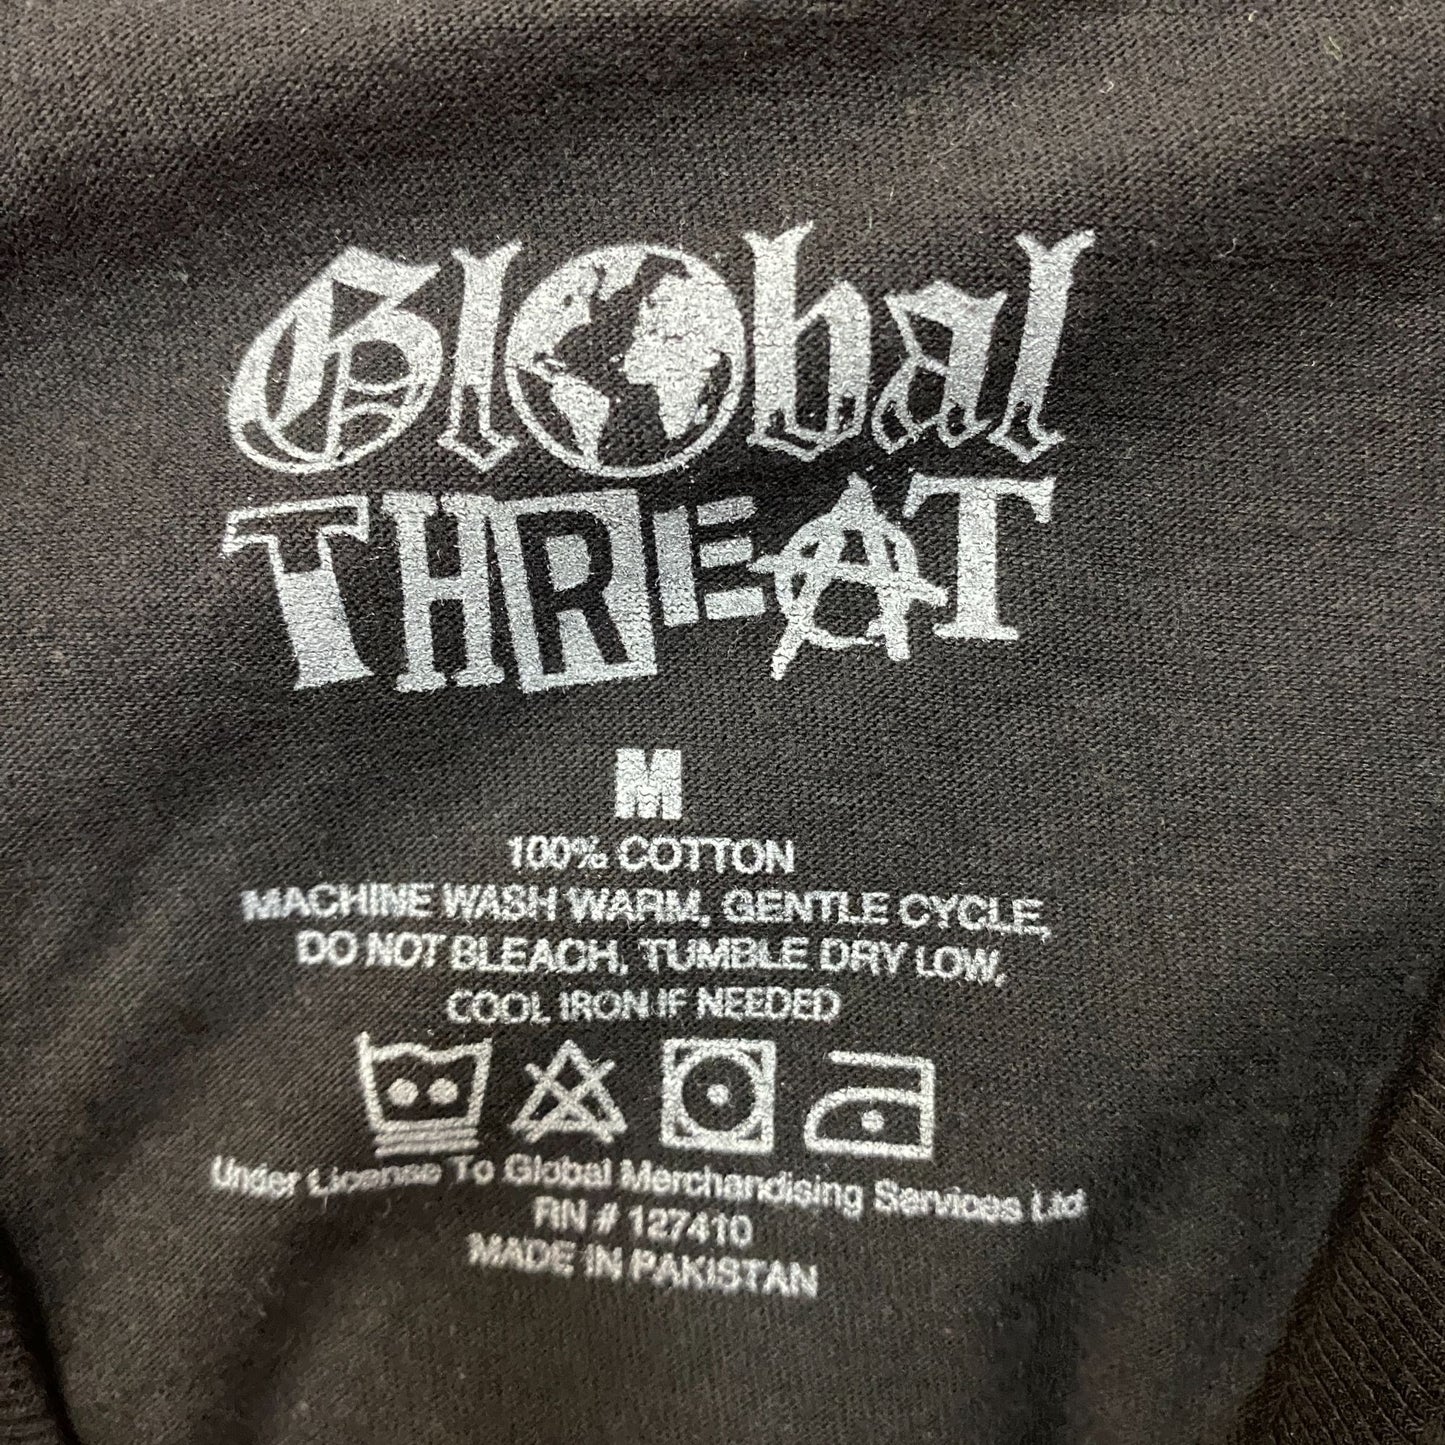 Global
THREAT
M
100% COTTON
MACHINE WASH WARM, GENTLE CYCLE,
DO NOT BLEACH, TUMBLE DRY LOW,
COOL IRON IF NEEDED
Under License To Global Merchandising Services Ltd
RN # 127410
MADE IN PAKISTAN